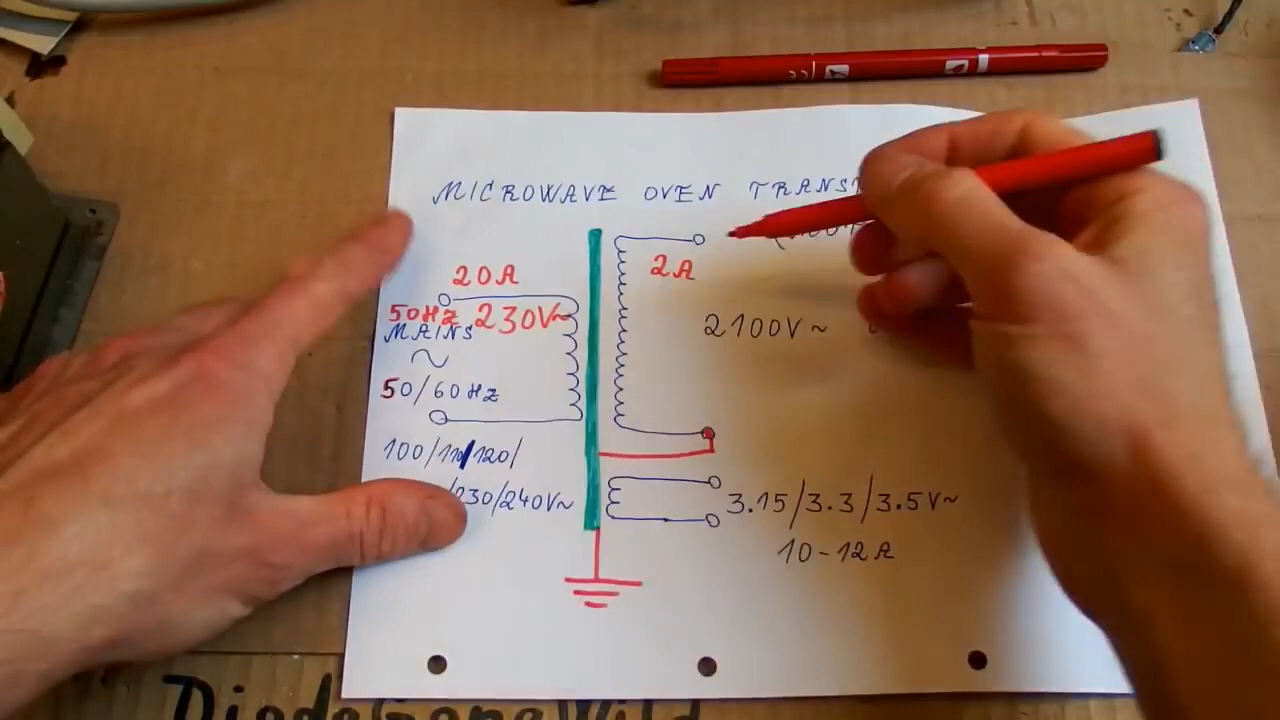 MICROWAVE OVEN
20A
50HZ 230V~
MAINS
~
50/60HZ
100/110/120/
/230/240V~
2A
2100V~
3.15/3.3/3.5V~
10-12A
DiodeGoneWild